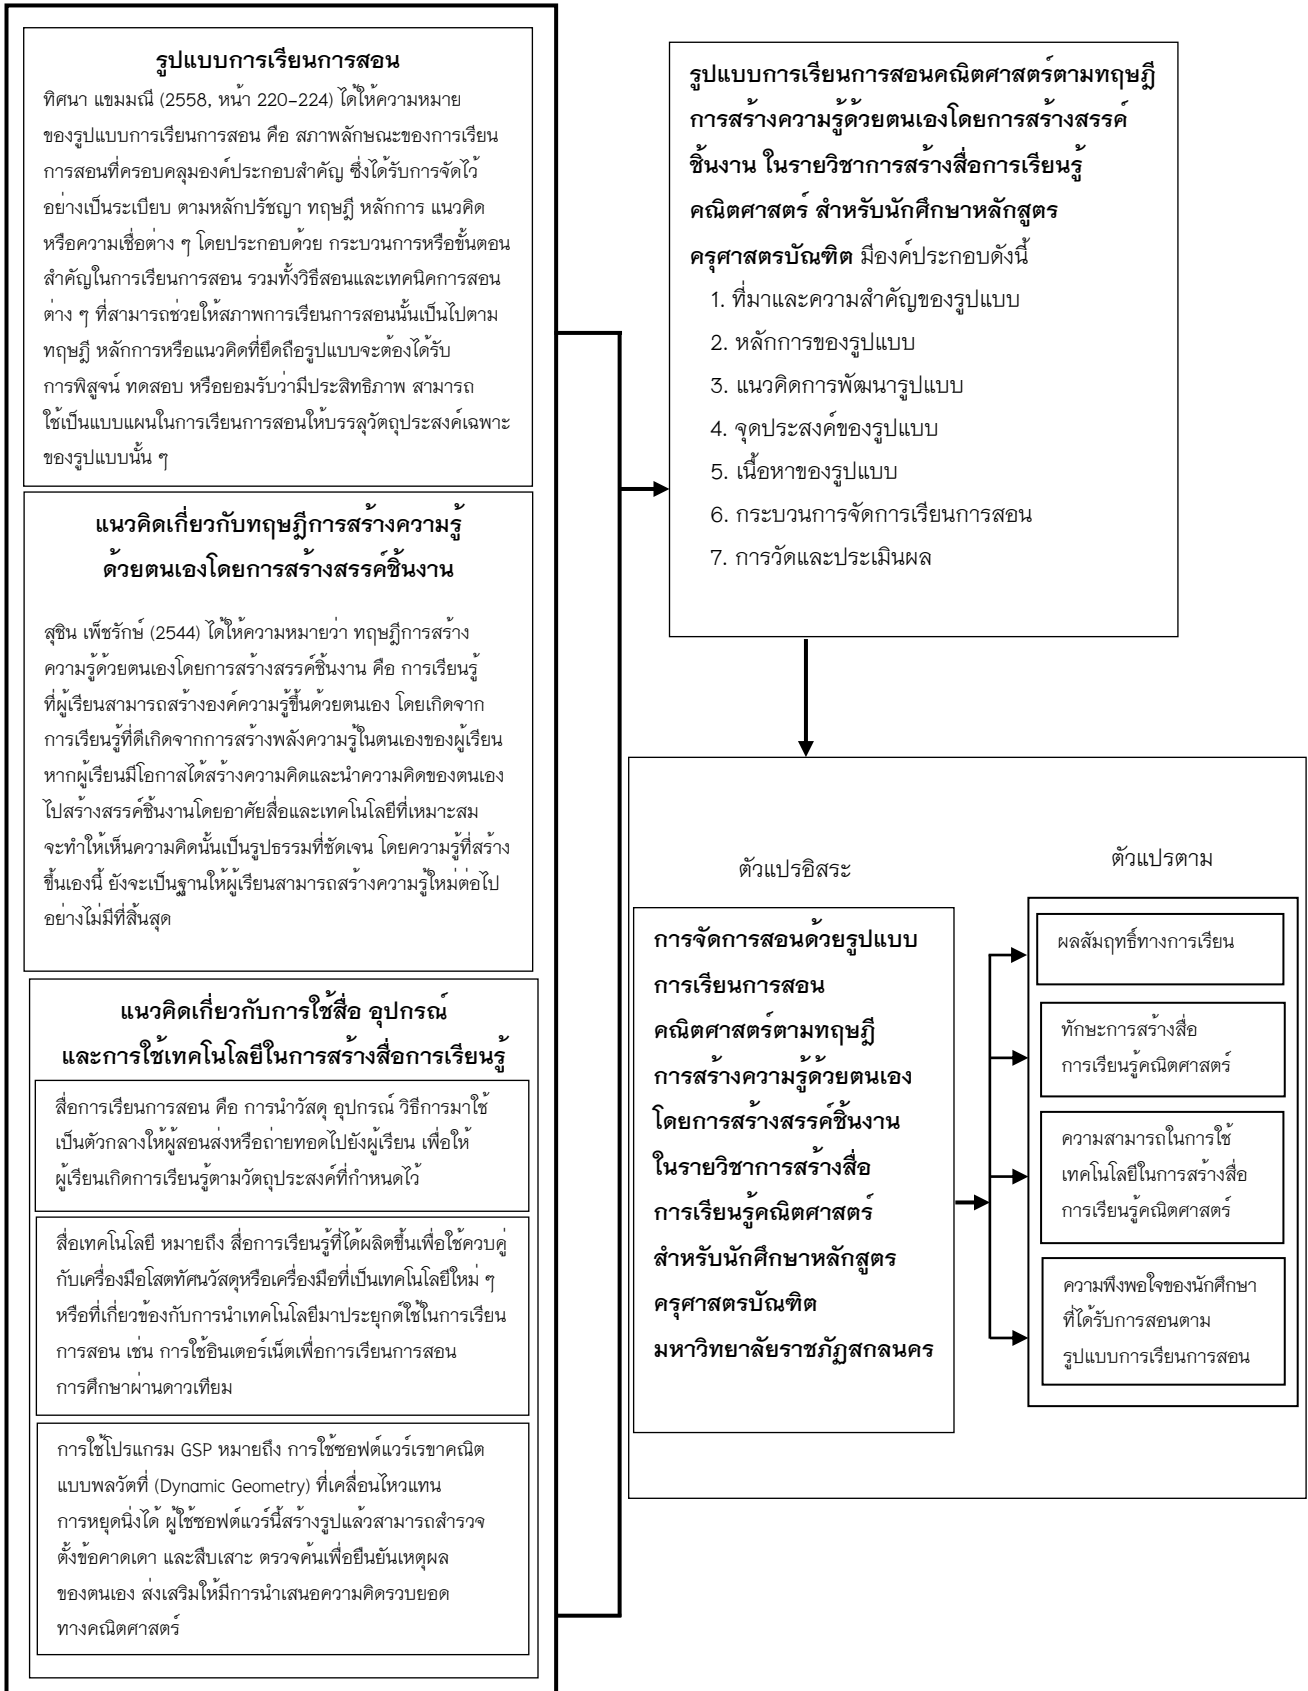 รูปแบบการเรียนการสอน
ทิศนา แขมมณี (2558, หน้า 220–224) ได้ให้ความหมาย
ของรูปแบบการเรียนการสอน คือ สภาพลักษณะของการเรียน
การสอนที่ครอบคลุมองค์ประกอบสำคัญ ซึ่งได้รับการจัดไว้
อย่างเป็นระเบียบ ตามหลักปรัชญา ทฤษฎี หลักการ แนวคิด
หรือความเชื่อต่าง ๆ โดยประกอบด้วย กระบวนการหรือขั้นตอน
สำคัญในการเรียนการสอน รวมทั้งวิธีสอนและเทคนิคการสอน
ต่าง ๆ ที่สามารถช่วยให้สภาพการเรียนการสอนนั้นเป็นไปตาม
ทฤษฎี หลักการหรือแนวคิดที่ยึดถือรูปแบบจะต้องได้รับ
การพิสูจน์ ทดสอบ หรือยอมรับว่ามีประสิทธิภาพ สามารถ
ใช้เป็นแบบแผนในการเรียนการสอนให้บรรลุวัตถุประสงค์เฉพาะ
ของรูปแบบนั้น ๆ
แนวคิดเกี่ยวกับทฤษฎีการสร้างความรู้
ด้วยตนเองโดยการสร้างสรรค์ชิ้นงาน
สุชิน เพ็ชรักษ์ (2544) ได้ให้ความหมายว่า ทฤษฎีการสร้าง
ความรู้ด้วยตนเองโดยการสร้างสรรค์ชิ้นงาน คือ การเรียนรู้
ที่ผู้เรียนสามารถสร้างองค์ความรู้ขึ้นด้วยตนเอง โดยเกิดจาก
การเรียนรู้ที่ดีเกิดจากการสร้างพลังความรู้ในตนเองของผู้เรียน
หากผู้เรียนมีโอกาสได้สร้างความคิดและนำความคิดของตนเอง
ไปสร้างสรรค์ชิ้นงานโดยอาศัยสื่อและเทคโนโลยีที่เหมาะสม
จะทำให้เห็นความคิดนั้นเป็นรูปธรรมที่ชัดเจน โดยความรู้ที่สร้าง
ขึ้นเองนี้ ยังจะเป็นฐานให้ผู้เรียนสามารถสร้างความรู้ใหม่ต่อไป
อย่างไม่มีที่สิ้นสุด
แนวคิดเกี่ยวกับการใช้สื่อ อุปกรณ์
และการใช้เทคโนโลยีในการสร้างสื่อการเรียนรู้
สื่อการเรียนการสอน คือ การนำวัสดุ อุปกรณ์ วิธีการมาใช้
เป็นตัวกลางให้ผู้สอนส่งหรือถ่ายทอดไปยังผู้เรียน เพื่อให้
ผู้เรียนเกิดการเรียนรู้ตามวัตถุประสงค์ที่กำหนดไว้
สื่อเทคโนโลยี หมายถึง สื่อการเรียนรู้ที่ได้ผลิตขึ้นเพื่อใช้ควบคู่
กับเครื่องมือโสตทัศนวัสดุหรือเครื่องมือที่เป็นเทคโนโลยีใหม่ ๆ
หรือที่เกี่ยวข้องกับการนำเทคโนโลยีมาประยุกต์ใช้ในการเรียน
การสอน เช่น การใช้อินเตอร์เน็ตเพื่อการเรียนการสอน
การศึกษาผ่านดาวเทียม
การใช้โปรแกรม GSP หมายถึง การใช้ซอฟต์แวร์เรขาคณิต
แบบพลวัตที่ (Dynamic Geometry) ที่เคลื่อนไหวแทน
การหยุดนิ่งได้ ผู้ใช้ซอฟต์แวร์นี้สร้างรูปแล้วสามารถสำรวจ
ตั้งข้อคาดเดา และสืบเสาะ ตรวจค้นเพื่อยืนยันเหตุผล
ของตนเอง ส่งเสริมให้มีการนำเสนอความคิดรวบยอด
ทางคณิตศาสตร์
รูปแบบการเรียนการสอนคณิตศาสตร์ตามทฤษฎี
การสร้างความรู้ด้วยตนเองโดยการสร้างสรรค์
ชิ้นงาน ในรายวิชาการสร้างสื่อการเรียนรู้
คณิตศาสตร์ สำหรับนักศึกษาหลักสูตร
ครุศาสตรบัณฑิต มีองค์ประกอบดังนี้
1. ที่มาและความสำคัญของรูปแบบ
2. หลักการของรูปแบบ
3. แนวคิดการพัฒนารูปแบบ
4. จุดประสงค์ของรูปแบบ
5. เนื้อหาของรูปแบบ
6. กระบวนการจัดการเรียนการสอน
7. การวัดและประเมินผล
ตัวแปรอิสระ
การจัดการสอนด้วยรูปแบบ
การเรียนการสอน
คณิตศาสตร์ตามทฤษฎี
การสร้างความรู้ด้วยตนเอง
โดยการสร้างสรรค์ชิ้นงาน
ในรายวิชาการสร้างสื่อ
การเรียนรู้คณิตศาสตร์
สำหรับนักศึกษาหลักสูตร
ครุศาสตรบัณฑิต
มหาวิทยาลัยราชภัฏสกลนคร
ตัวแปรตาม
ผลสัมฤทธิ์ทางการเรียน
ทักษะการสร้างสื่อ
การเรียนรู้คณิตศาสตร์
ความสามารถในการใช้
เทคโนโลยีในการสร้างสื่อ
การเรียนรู้คณิตศาสตร์
ความพึงพอใจของนักศึกษา
ที่ได้รับการสอนตาม
รูปแบบการเรียนการสอน